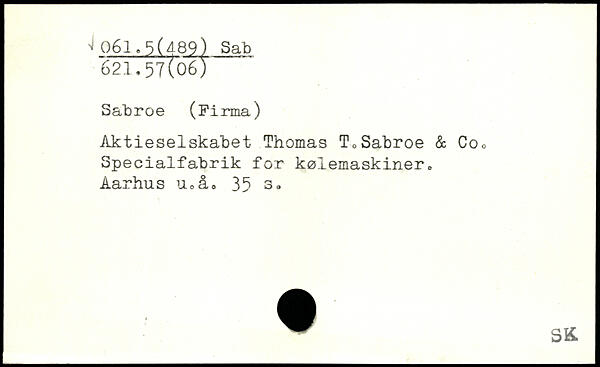 √ 061.5(489) Sab
621.57(06)
Sabroe (Firma)
Aktieselskabet Thomas T.Sabroe & Co.
Specialfabrik for kølemaskiner.
Aarhus u.å. 35 s.
SK